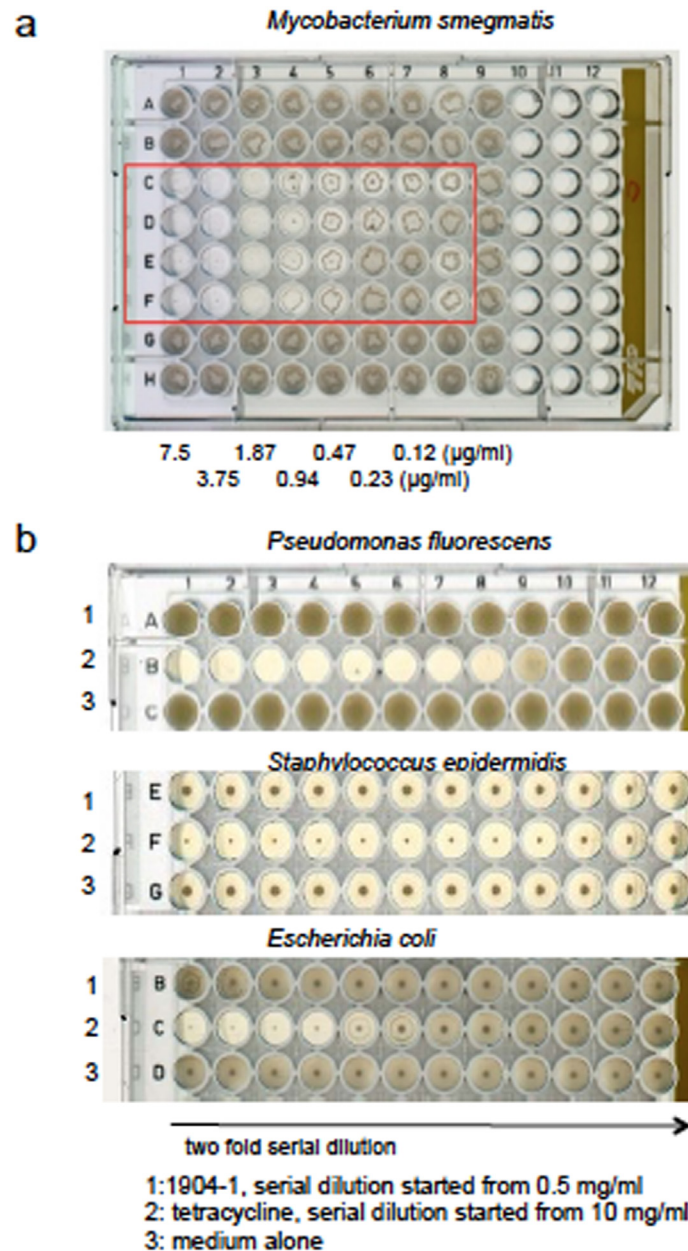 a
Mycobacterium smegmatis
1 2 3 4 5 6 7 8 9 10 11 12
A
B
C
D
E
F
G
H
7.5 1.87 0.47 0.12 (µg/ml)
3.75 0.94 0.23 (µg/ml)
b
Pseudomonas fluorescens
1 2 3 4 5 6 7 8 9 10 11 12
1 A
2 B
3 C
Staphylococcus epidermidis
1 E
2 F
3 G
Escherichia coli
1 B
2 C
3 D
two fold serial dilution
1:1904-1, serial dilution started from 0.5 mg/ml
2: tetracycline, serial dilution started from 10 mg/ml
3: medium alone